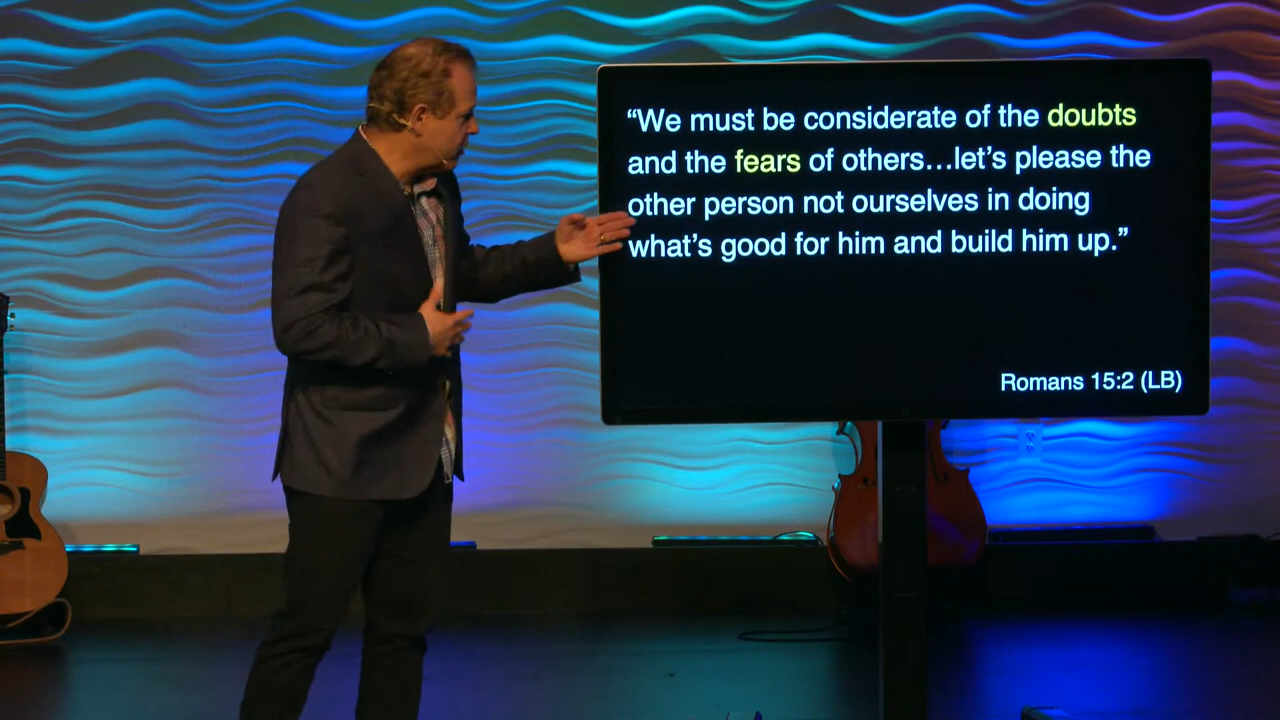 “We must be considerate of the doubts
and the fears of others...let’s please the
other person not ourselves in doing
what’s good for him and build him up.”
Romans 15:2 (LB)